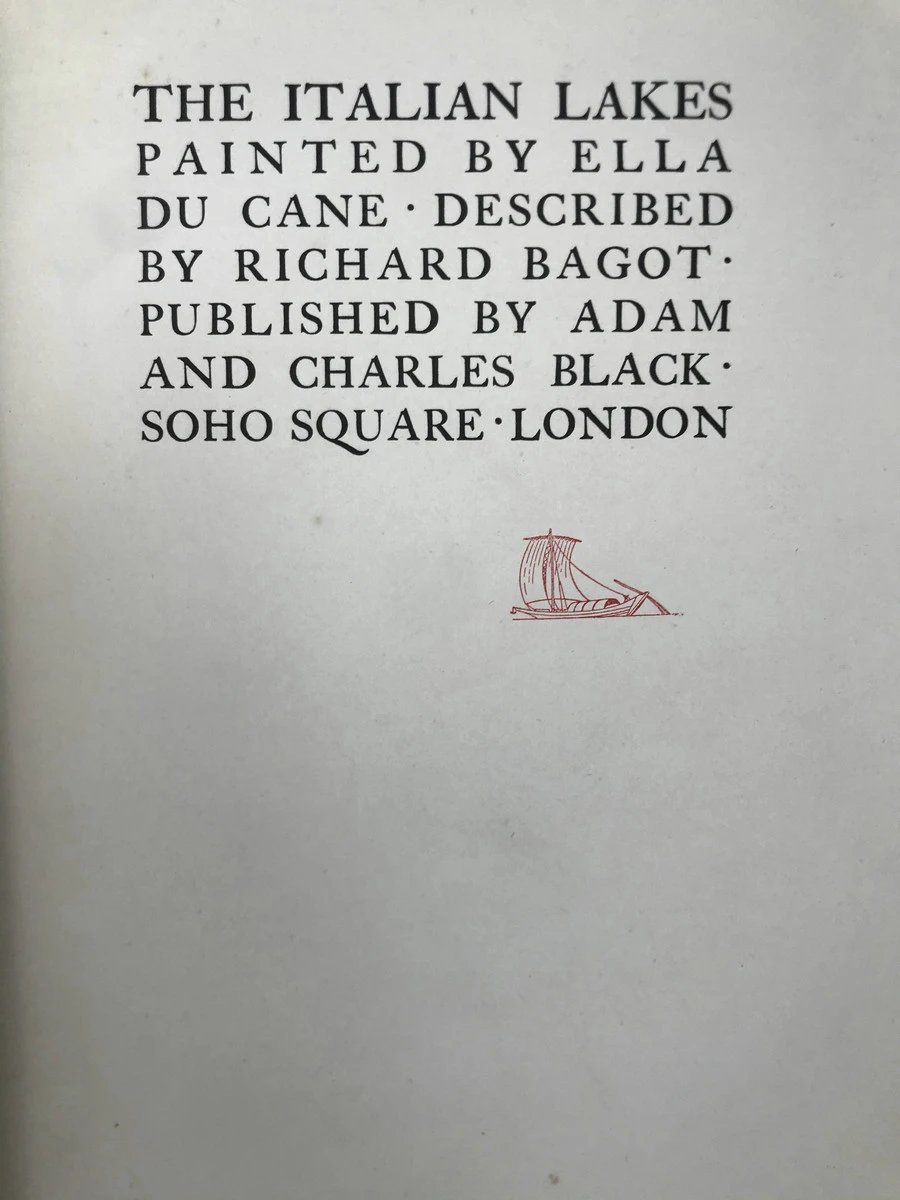 THE ITALIAN LAKES
PAINTED BY ELLA
DU CANE · DESCRIBED
BY RICHARD BAGOT ·
PUBLISHED BY ADAM
AND CHARLES BLACK ·
SOHO SQUARE · LONDON